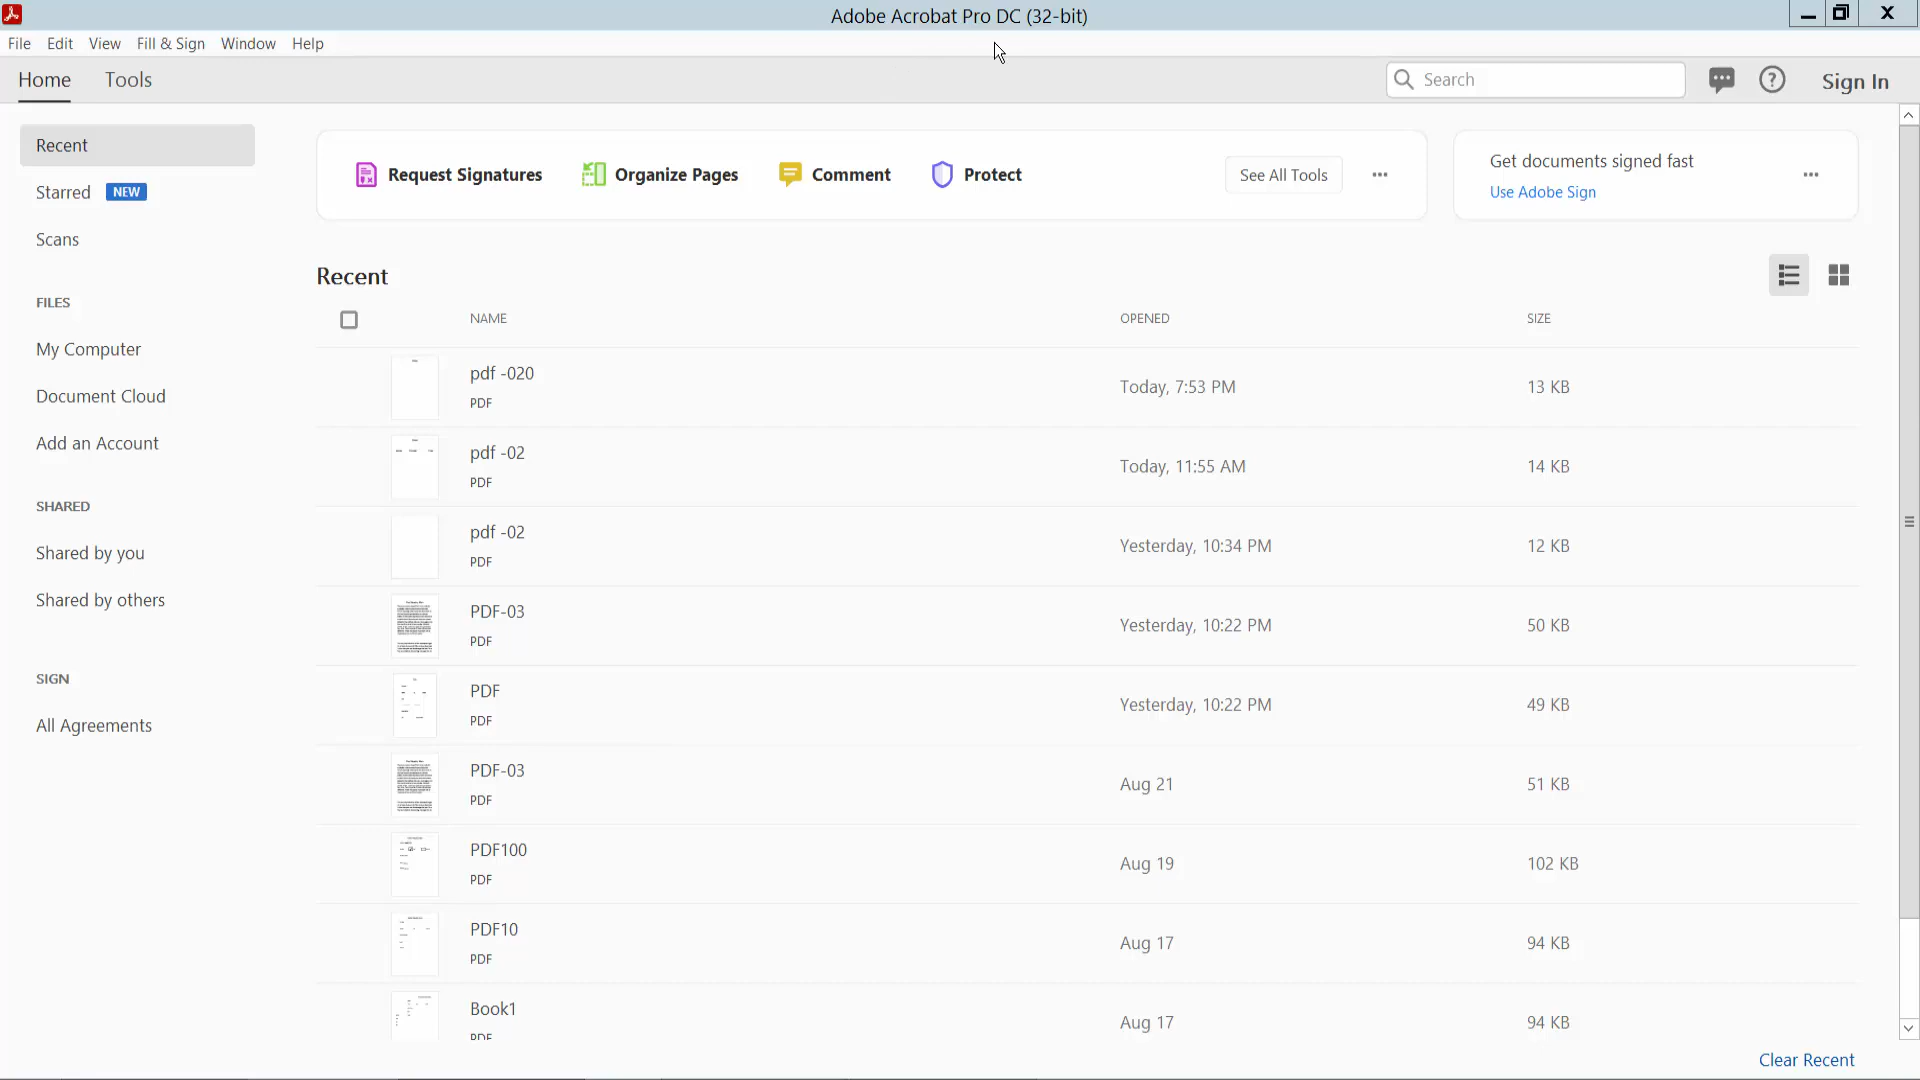 Adobe Acrobat Pro DC (32-bit)
File Edit View Fill & Sign Window Help
Home Tools Search Sign In
Recent
Starred NEW
Scans
FILES
My Computer
Document Cloud
Add an Account
SHARED
Shared by you
Shared by others
SIGN
All Agreements
Request Signatures Organize Pages Comment Protect See All Tools
Get documents signed fast
Use Adobe Sign
Recent
NAME OPENED SIZE
pdf -020
PDF
Today, 7:53 PM 13 KB
pdf -02
PDF
Today, 11:55 AM 14 KB
pdf -02
PDF
Yesterday, 10:34 PM 12 KB
PDF-03
PDF
Yesterday, 10:22 PM 50 KB
PDF
PDF
Yesterday, 10:22 PM 49 KB
PDF-03
PDF
Aug 21 51 KB
PDF100
PDF
Aug 19 102 KB
PDF10
PDF
Aug 17 94 KB
Book1
PDF
Aug 17 94 KB
Clear Recent